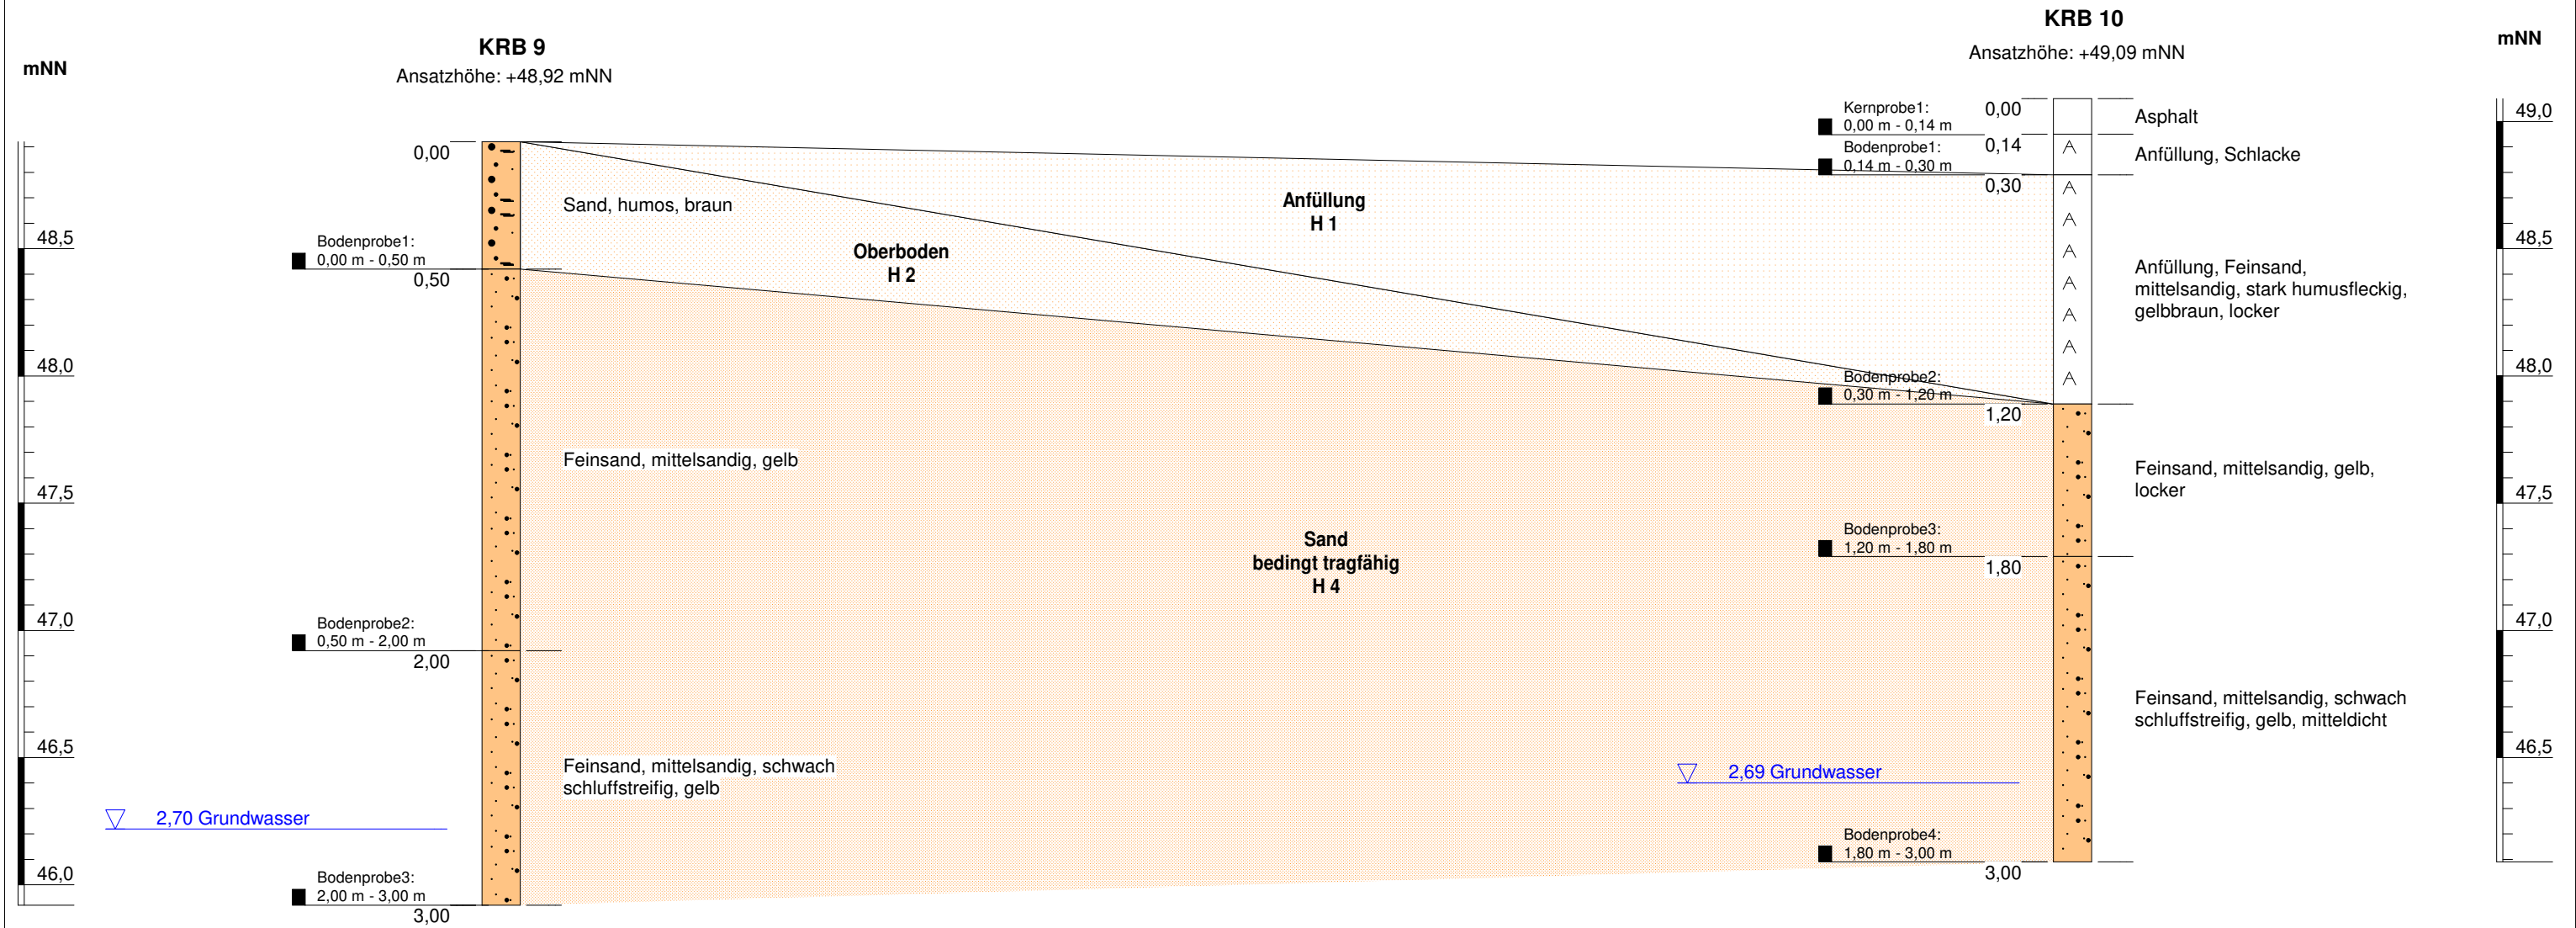 KRB 9
Ansatzhöhe: +48,92 mNN
KRB 10
Ansatzhöhe: +49,09 mNN
mNN
48,5
48,0
47,5
47,0
46,5
46,0
Bodenprobe1:
0,00 m - 0,50 m
Bodenprobe2:
0,50 m - 2,00 m
Bodenprobe3:
2,00 m - 3,00 m
2,70 Grundwasser
0,00
0,50
2,00
3,00
Sand, humos, braun
Feinsand, mittelsandig, gelb
Feinsand, mittelsandig, schwach
schluffstreifig, gelb
Oberboden
H 2
Anfüllung
H 1
Sand
bedingt tragfähig
H 4
Kernprobe1:
0,00 m - 0,14 m
Bodenprobe1:
0,14 m - 0,30 m
Bodenprobe2:
0,30 m - 1,20 m
Bodenprobe3:
1,20 m - 1,80 m
2,69 Grundwasser
Bodenprobe4:
1,80 m - 3,00 m
0,00
0,14
0,30
1,20
1,80
3,00
Asphalt
Anfüllung, Schlacke
Anfüllung, Feinsand,
mittelsandig, stark humusfleckig,
gelbbraun, locker
Feinsand, mittelsandig, gelb,
locker
Feinsand, mittelsandig, schwach
schluffstreifig, gelb, mitteldicht
mNN
49,0
48,5
48,0
47,5
47,0
46,5